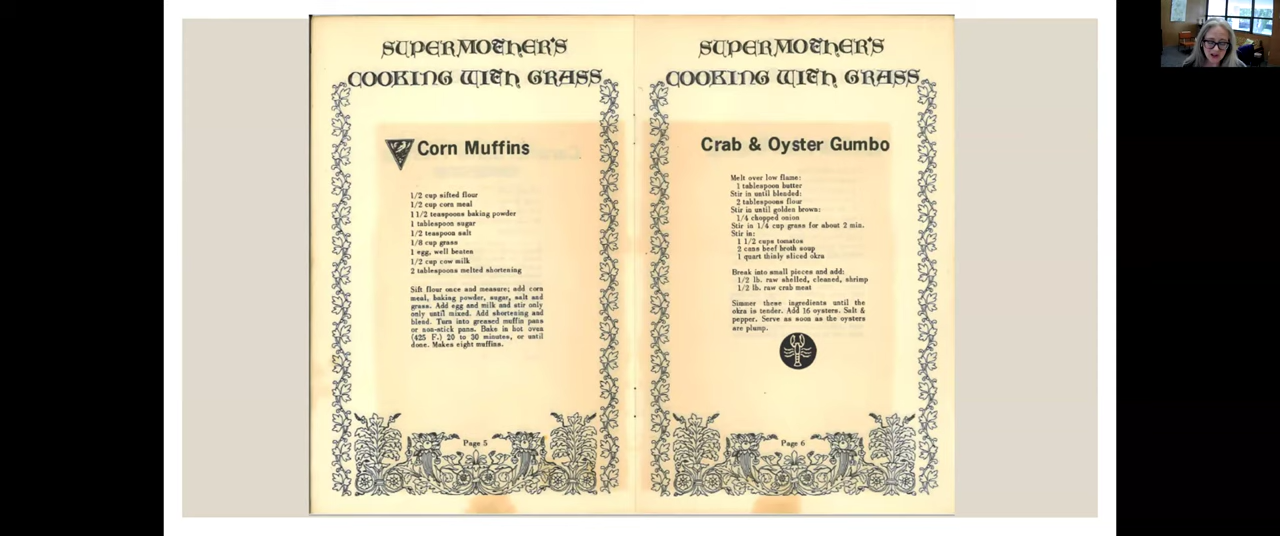 SUPERMOTHER'S
COOKING WITH GRASS
Corn Muffins
1/2 cup sifted flour
1/2 cup corn meal
1 1/2 teaspoons baking powder
1 tablespoon sugar
1/2 teaspoon salt
1/8 cup grass
1 egg, well beaten
1/2 cup cow milk
2 tablespoons melted shortening
Sift flour once and measure; add corn
meal, baking powder, sugar, salt and
grass. Add egg and milk and stir only
only until mixed. Add shortening and
blend. Turn into greased muffin pans
or non-stick pans. Bake in hot oven
(425 F.) 20 to 30 minutes, or until
done. Makes eight muffins.
Page 5
SUPERMOTHER'S
COOKING WITH GRASS
Crab & Oyster Gumbo
Melt over low flame:
1 tablespoon butter
Stir in until blended:
2 tablespoons flour
Stir in until golden brown:
1/4 chopped onion
Stir in 1/4 cup grass for about 2 min.
Stir in:
1 1/2 cups tomatos
2 cans beef broth soup
1 quart thinly sliced okra
Break into small pieces and add:
1/2 lb. raw shelled, cleaned, shrimp
1/2 lb. raw crab meat
Simmer these ingredients until the
okra is tender. Add 16 oysters. Salt &
pepper. Serve as soon as the oysters
are plump.
Page 6